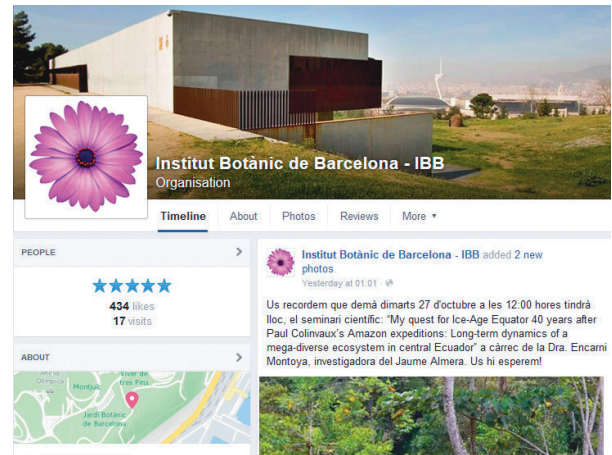 Institut Botànic de Barcelona - IBB
Organisation
Timeline About Photos Reviews More
PEOPLE
434 likes
17 visits
ABOUT
Olímpica
Montjuïc
Viver de
tres Pins
Jardí Botànic
de Barcelona
Institut Botànic de Barcelona - IBB added 2 new
photos
Yesterday at 01:01 ·
Us recordem que demà dimarts 27 d'octubre a les 12:00 hores tindrà
lloc, el seminari científic: "My quest for Ice-Age Equator 40 years after
Paul Colinvaux's Amazon expeditions: Long-term dynamics of a
mega-diverse ecosystem in central Ecuador" a càrrec de la Dra. Encarni
Montoya, investigadora del Jaume Almera. Us hi esperem!